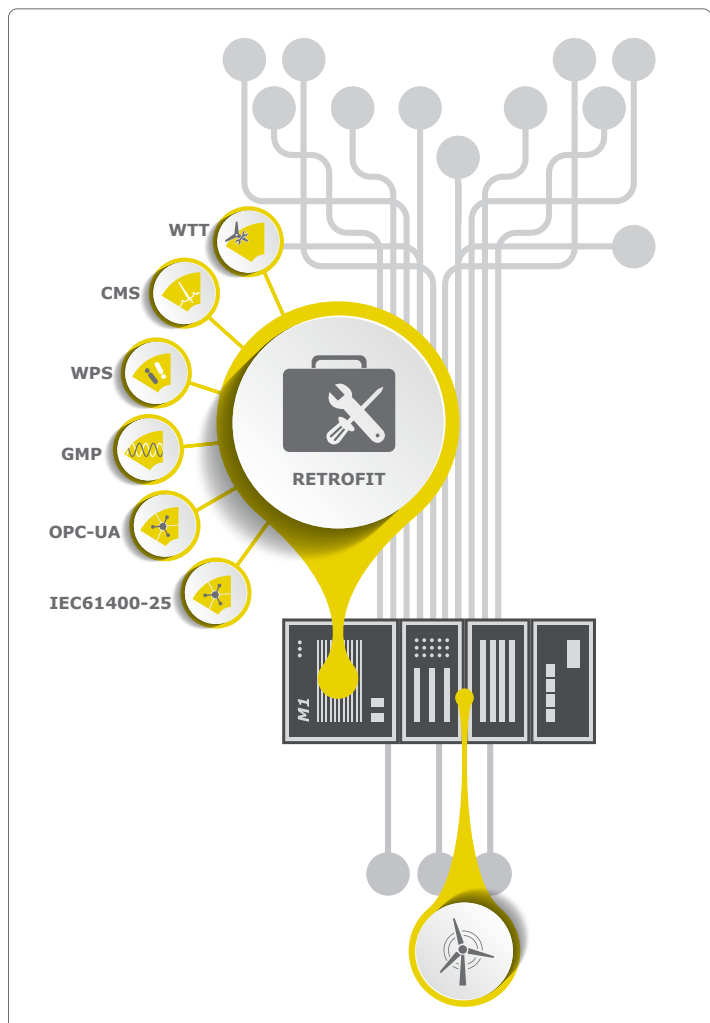 WTT
CMS
WPS
GMP
OPC-UA
IEC61400-25
RETROFIT
M1